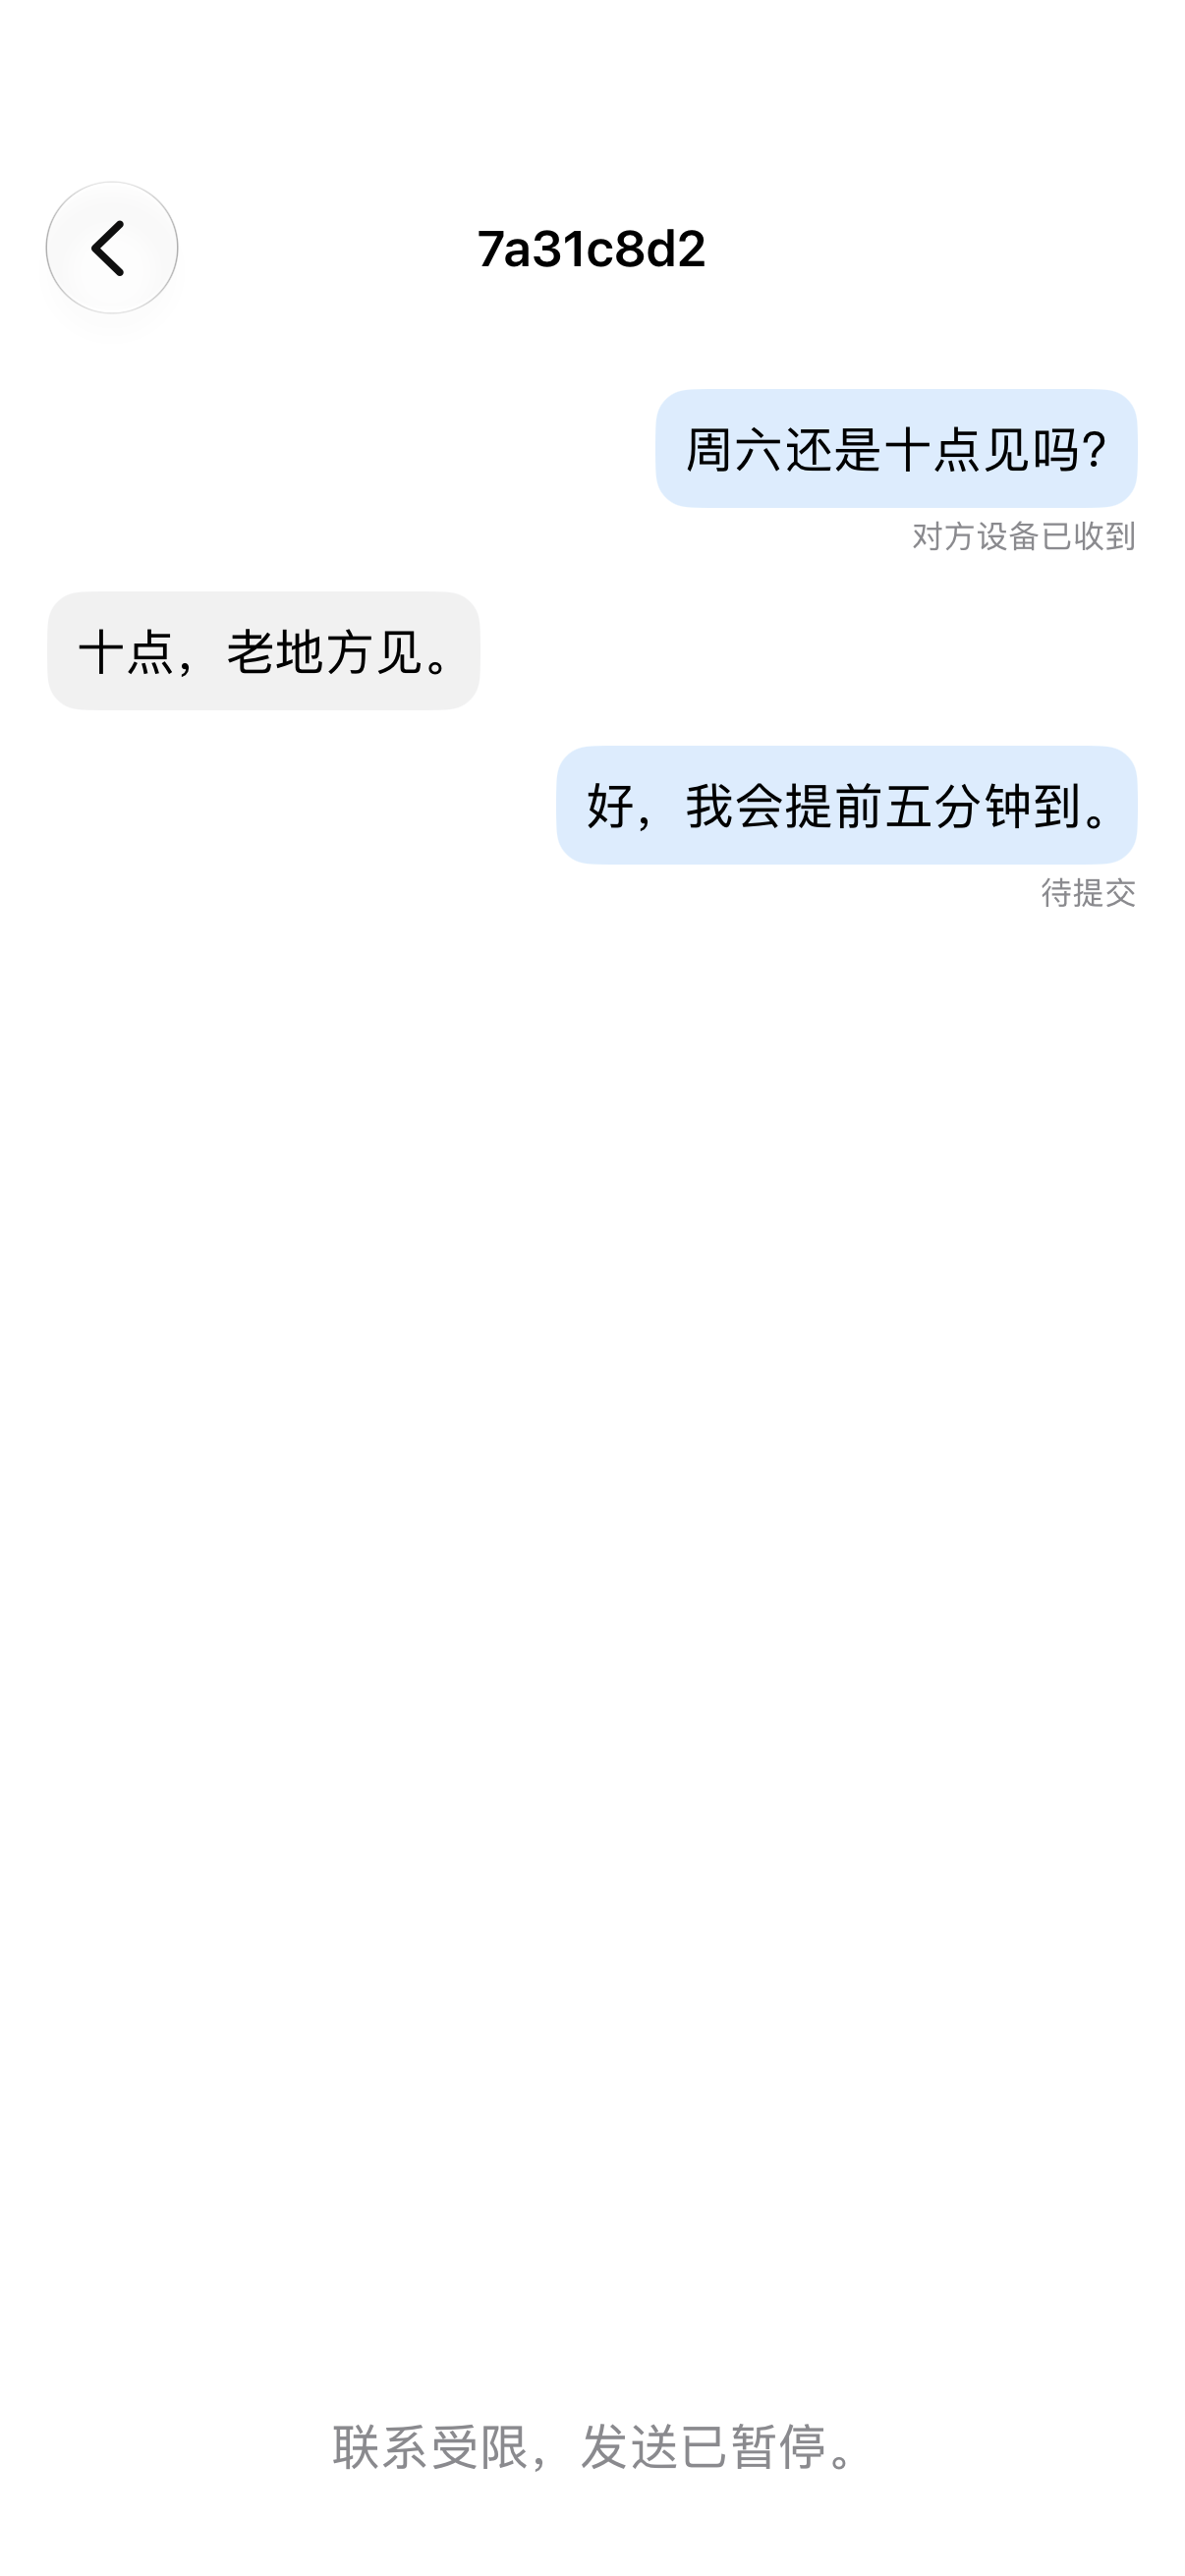 7a31c8d2
周六还是十点见吗?
对方设备已收到
十点，老地方见。
好，我会提前五分钟到。
待提交
联系受限，发送已暂停。